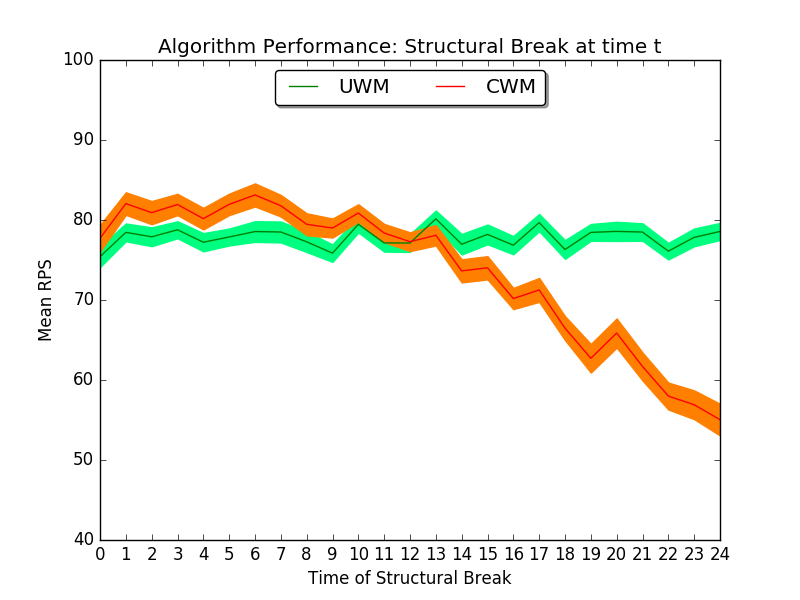 Algorithm Performance: Structural Break at time t
UWM CWM
Mean RPS
100
90
80
70
60
50
40
0 1 2 3 4 5 6 7 8 9 10 11 12 13 14 15 16 17 18 19 20 21 22 23 24
Time of Structural Break